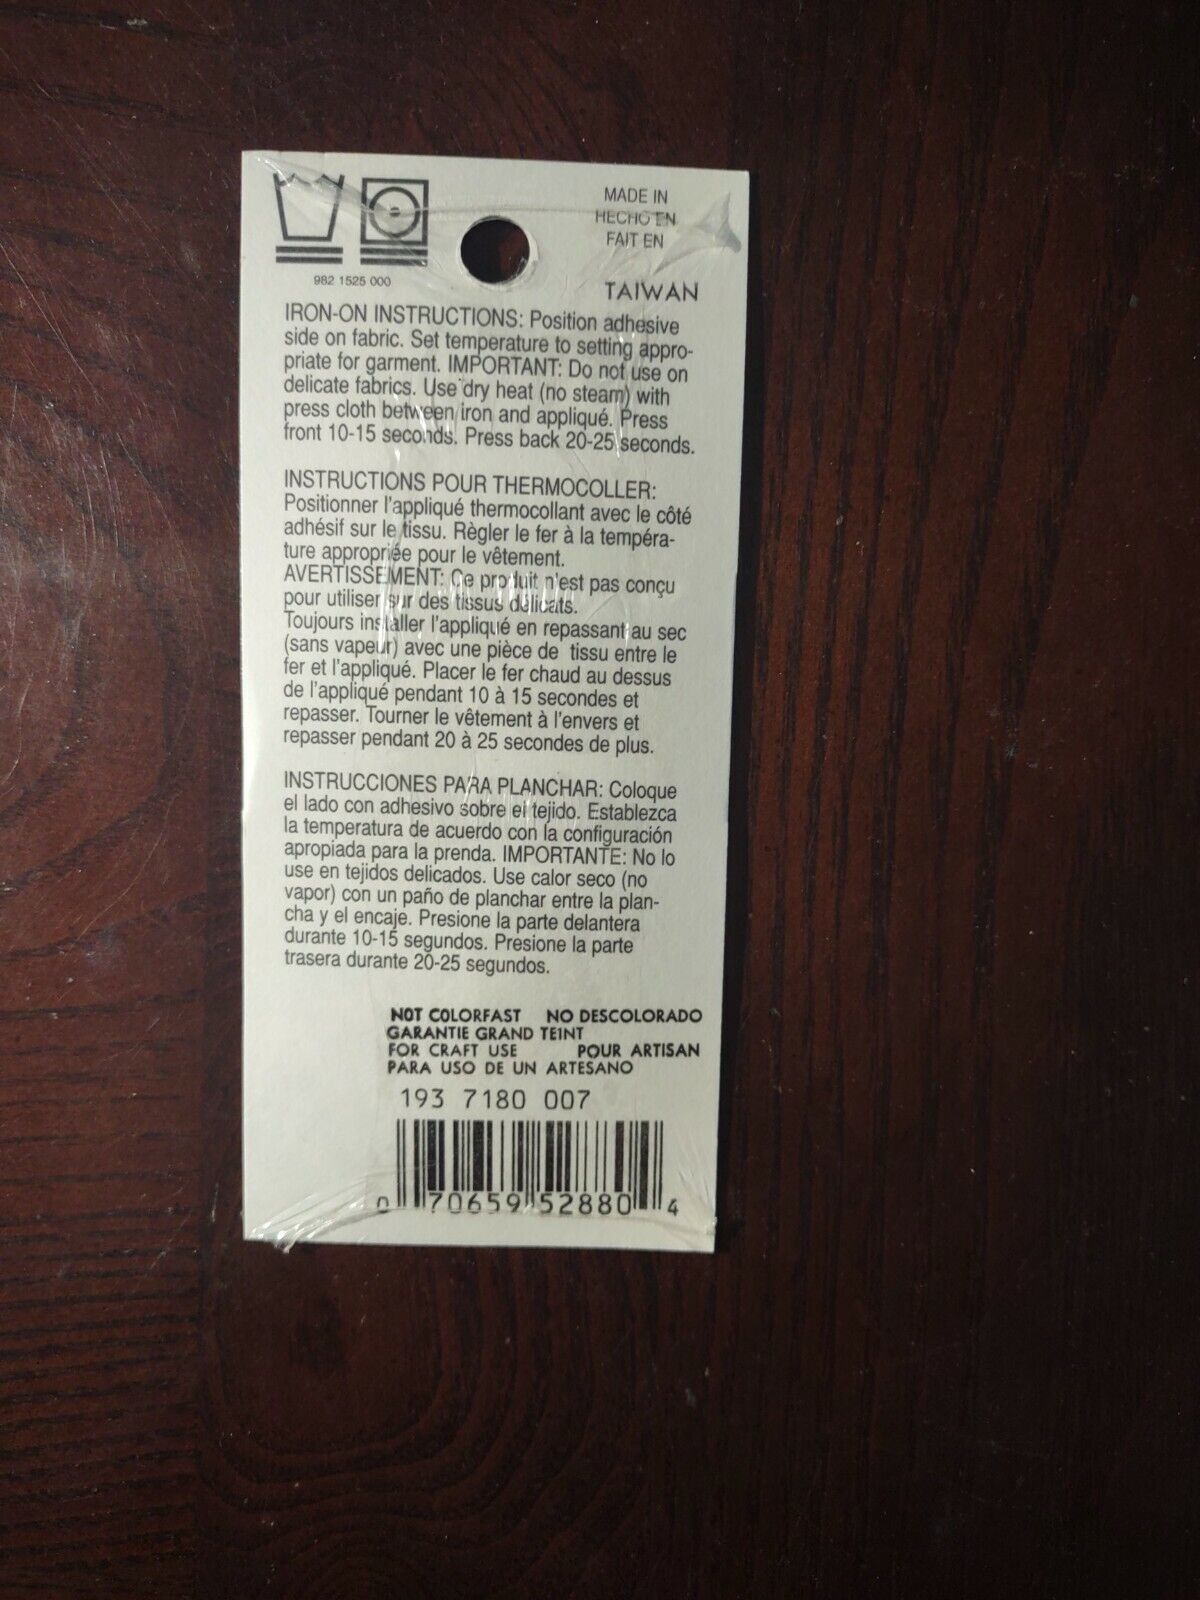 MADE IN
HECHO EN
FAIT EN
TAIWAN
982 1525 000
IRON-ON INSTRUCTIONS: Position adhesive
side on fabric. Set temperature to setting appro-
priate for garment. IMPORTANT: Do not use on
delicate fabrics. Use dry heat (no steam) with
press cloth between iron and appliqué. Press
front 10-15 seconds. Press back 20-25 seconds.
INSTRUCTIONS POUR THERMOCOLLER:
Positionner l'appliqué thermocollant avec le côté
adhésif sur le tissu. Règler le fer à la tempéra-
ture appropriée pour le vêtement.
AVERTISSEMENT: Ce produit n'est pas conçu
pour utiliser sur des tissus délicats.
Toujours installer l'appliqué en repassant au sec
(sans vapeur) avec une pièce de tissu entre le
fer et l'appliqué. Placer le fer chaud au dessus
de l'appliqué pendant 10 à 15 secondes et
repasser. Tourner le vêtement à l'envers et
repasser pendant 20 à 25 secondes de plus.
INSTRUCCIONES PARA PLANCHAR: Coloque
el lado con adhesivo sobre el tejido. Establezca
la temperatura de acuerdo con la configuración
apropiada para la prenda. IMPORTANTE: No lo
use en tejidos delicados. Use calor seco (no
vapor) con un paño de planchar entre la plan-
cha y el encaje. Presione la parte delantera
durante 10-15 segundos. Presione la parte
trasera durante 20-25 segundos.
NOT COLORFAST NO DESCOLORADO
GARANTIE GRAND TEINT
FOR CRAFT USE POUR ARTISAN
PARA USO DE UN ARTESANO
193 7180 007
0 70659 52880 4